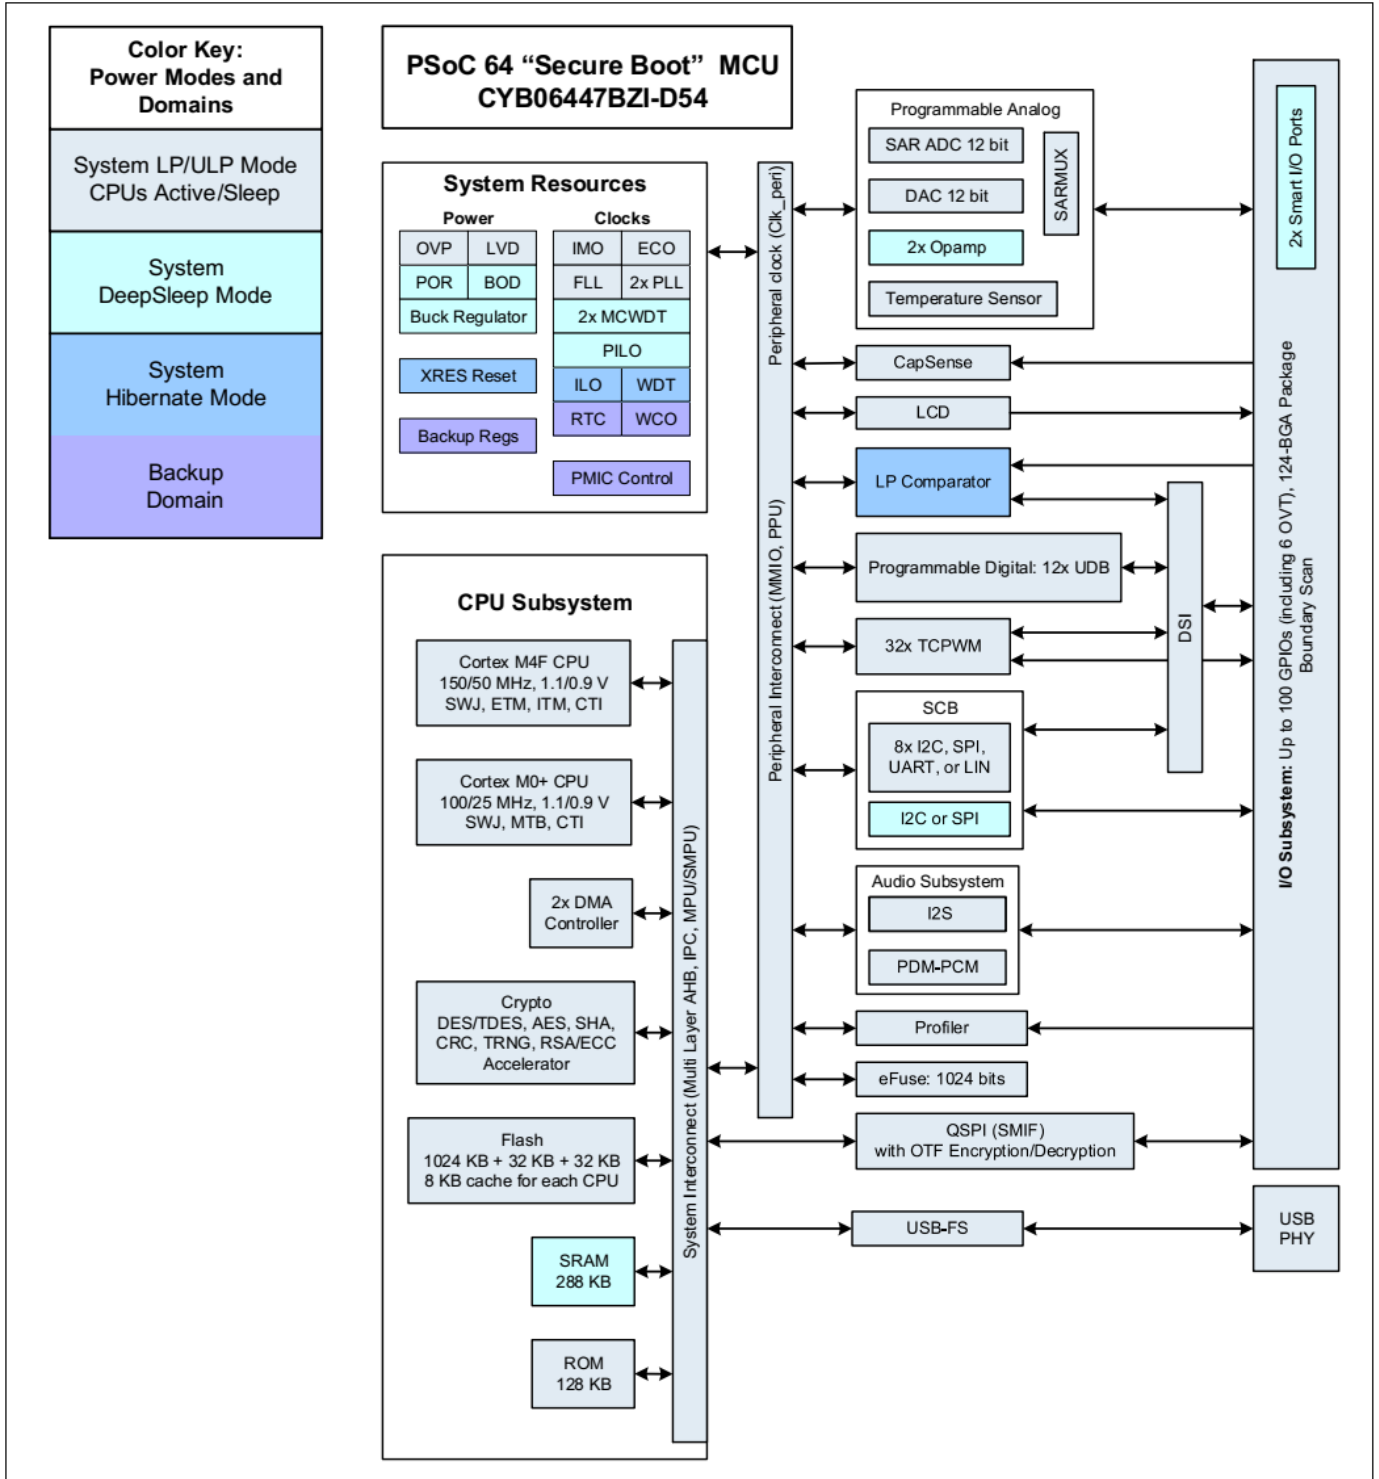 Color Key:
Power Modes and
Domains
System LP/ULP Mode
CPUs Active/Sleep
System
DeepSleep Mode
System
Hibernate Mode
Backup
Domain
PSoC 64 “Secure Boot” MCU
CYB06447BZI-D54
System Resources
Power
OVP
LVD
POR
BOD
Buck Regulator
XRES Reset
Backup Regs
Clocks
IMO
ECO
FLL
2x PLL
2x MCWDT
PILO
ILO
WDT
RTC
WCO
PMIC Control
CPU Subsystem
Cortex M4F CPU
150/50 MHz, 1.1/0.9 V
SWJ, ETM, ITM, CTI
Cortex M0+ CPU
100/25 MHz, 1.1/0.9 V
SWJ, MTB, CTI
2x DMA
Controller
Crypto
DES/TDES, AES, SHA,
CRC, TRNG, RSA/ECC
Accelerator
Flash
1024 KB + 32 KB + 32 KB
8 KB cache for each CPU
SRAM
288 KB
ROM
128 KB
System Interconnect (Multi Layer AHB, IPC, MPU/SMPU)
Peripheral clock (Clk_peri)
Peripheral Interconnect (MMIO, PPU)
Programmable Analog
SAR ADC 12 bit
DAC 12 bit
2x Opamp
Temperature Sensor
SARMUX
CapSense
LCD
LP Comparator
Programmable Digital: 12x UDB
32x TCPWM
SCB
8x I2C, SPI,
UART, or LIN
I2C or SPI
Audio Subsystem
I2S
PDM-PCM
Profiler
eFuse: 1024 bits
QSPI (SMIF)
with OTF Encryption/Decryption
USB-FS
DSI
2x Smart I/O Ports
I/O Subsystem: Up to 100 GPIOs (including 6 OVT), 124-BGA Package
Boundary Scan
USB
PHY